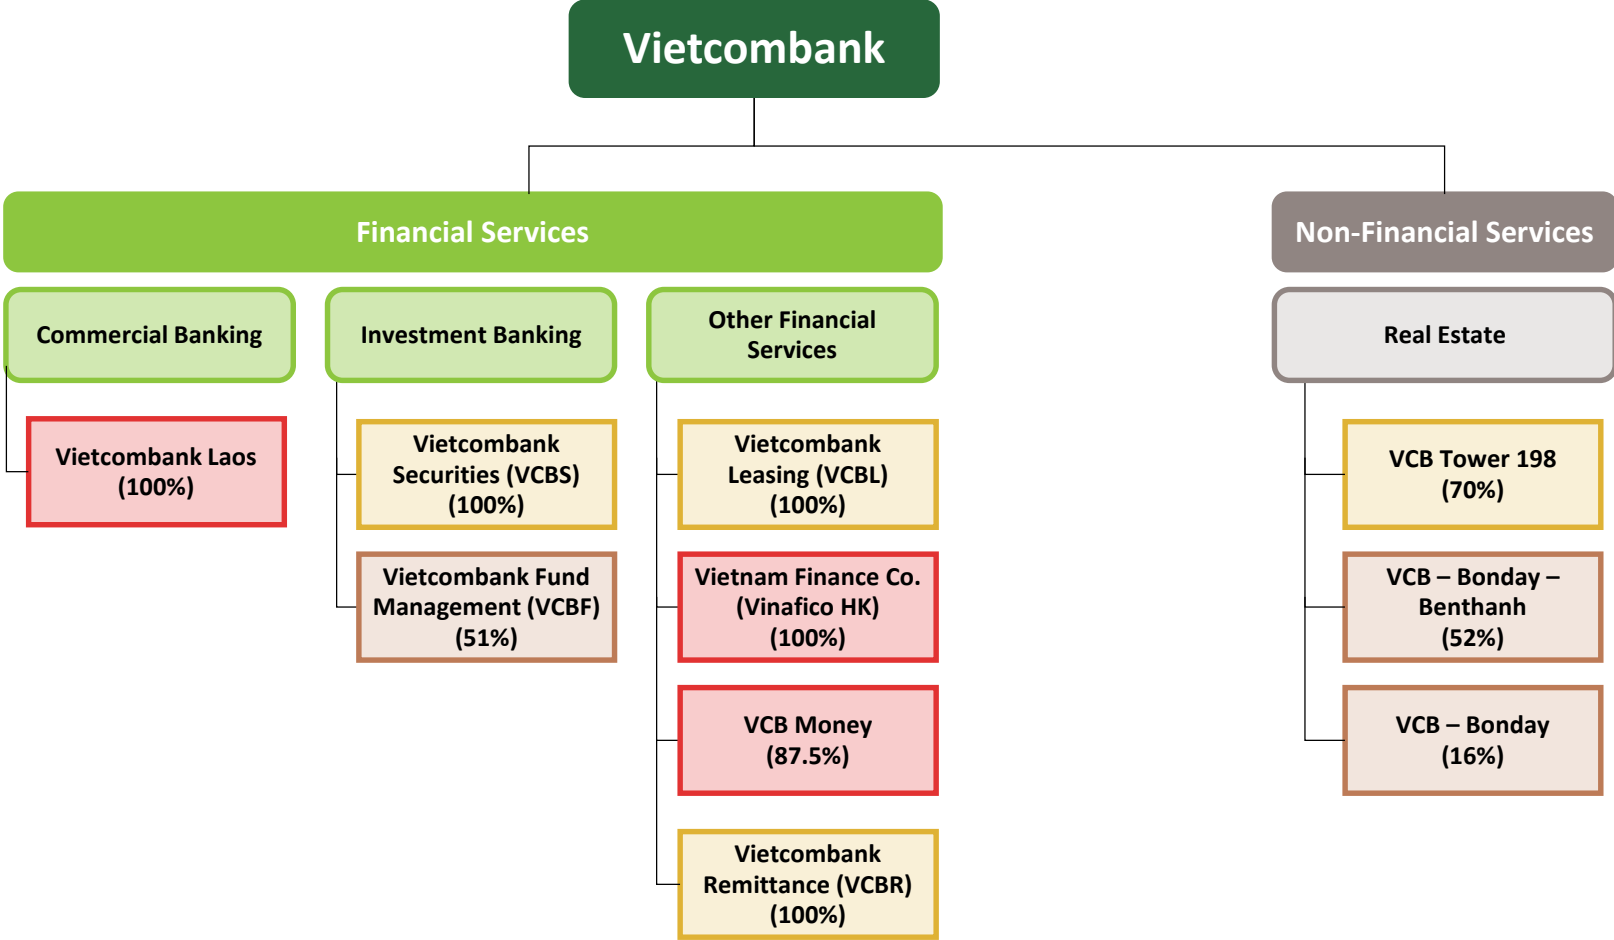 Vietcombank
Financial Services
Non-Financial Services
Commercial Banking
Investment Banking
Other Financial
Services
Real Estate
Vietcombank Laos
(100%)
Vietcombank
Securities (VCBS)
(100%)
Vietcombank Fund
Management (VCBF)
(51%)
Vietcombank
Leasing (VCBL)
(100%)
Vietnam Finance Co.
(Vinafico HK)
(100%)
VCB Money
(87.5%)
Vietcombank
Remittance (VCBR)
(100%)
VCB Tower 198
(70%)
VCB – Bonday –
Benthanh
(52%)
VCB – Bonday
(16%)